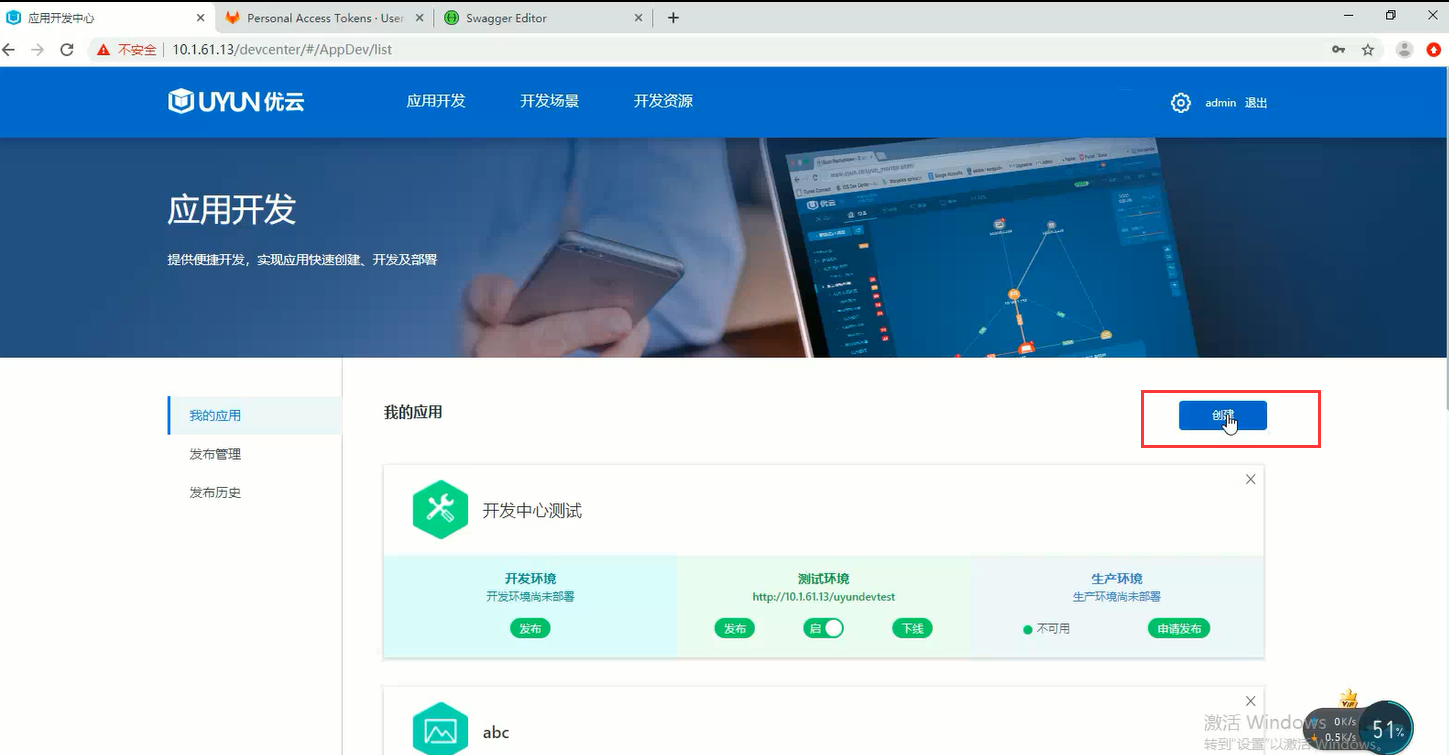 应用开发中心
Personal Access Tokens · User
Swagger Editor
不安全
10.1.61.13/devcenter/#/AppDev/list
UYUN优云
应用开发
开发场景
开发资源
admin
退出
应用开发
提供便捷开发，实现应用快速创建、开发及部署
我的应用
发布管理
发布历史
我的应用
创建
开发中心测试
开发环境
开发环境尚未部署
发布
测试环境
http://10.1.61.13/uyundevtest
发布
启
下线
生产环境
生产环境尚未部署
不可用
申请发布
abc
激活 Windows
转到"设置"以激活 Windows。
0K/s
0.5K/s
51%